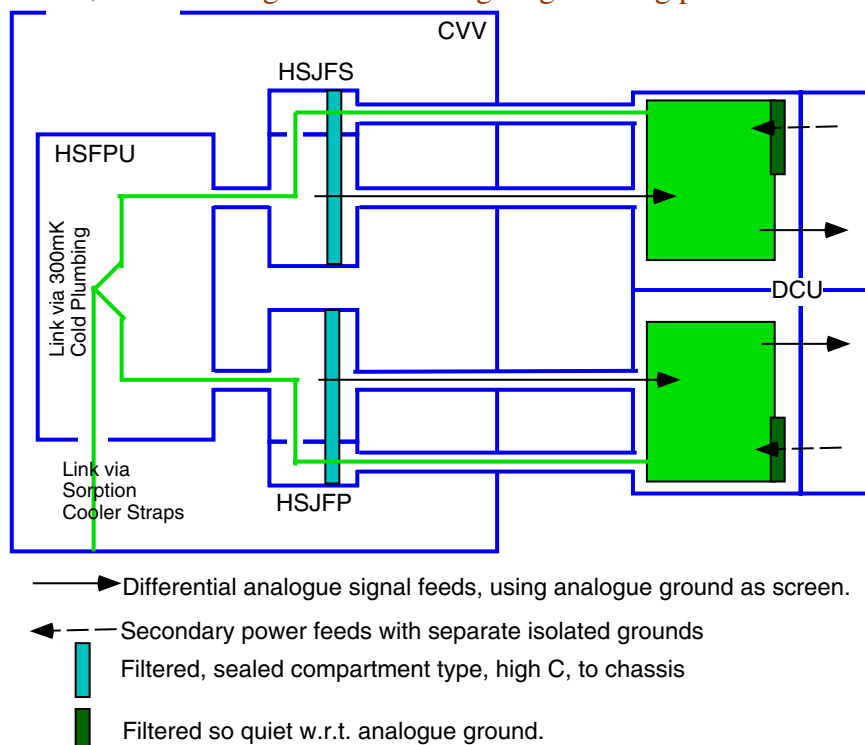 CVV
HSJFS
HSFPU
Link via 300mK
Cold Plumbing
DCU
Link via
Sorption
Cooler Straps
HSJFP
Differential analogue signal feeds, using analogue ground as screen.
Secondary power feeds with separate isolated grounds
Filtered, sealed compartment type, high C, to chassis
Filtered so quiet w.r.t. analogue ground.